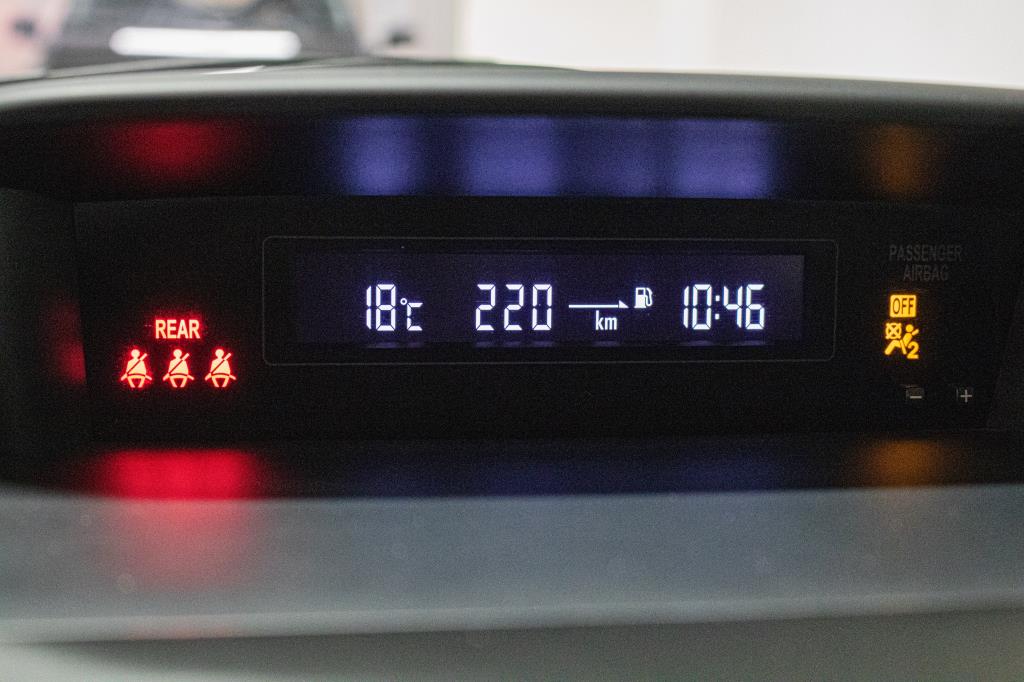 PASSENGER
AIRBAG
OFF
2
REAR
18°C 220 km 10:46